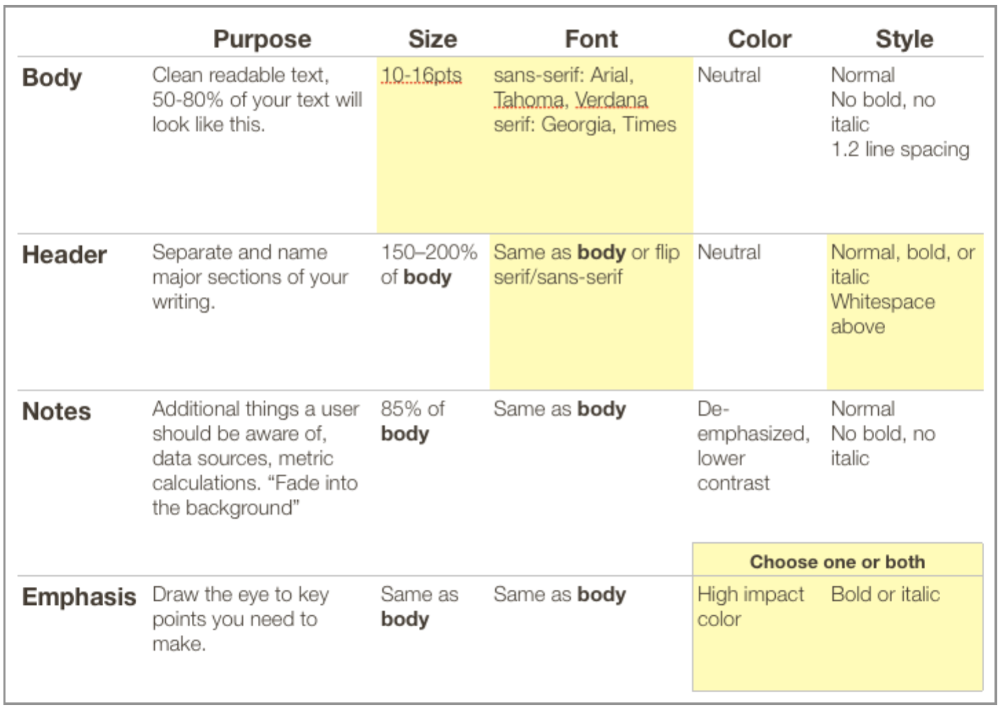 Purpose Size Font Color Style
Body
Clean readable text,
50-80% of your text will
look like this.
10-16pts
sans-serif: Arial,
Tahoma, Verdana
serif: Georgia, Times
Neutral
Normal
No bold, no
italic
1.2 line spacing
Header
Separate and name
major sections of your
writing.
150–200%
of body
Same as body or flip
serif/sans-serif
Neutral
Normal, bold, or
italic
Whitespace
above
Notes
Additional things a user
should be aware of,
data sources, metric
calculations. “Fade into
the background”
85% of
body
Same as body
De-
emphasized,
lower
contrast
Normal
No bold, no
italic
Choose one or both
Emphasis
Draw the eye to key
points you need to
make.
Same as
body
Same as body
High impact
color
Bold or italic